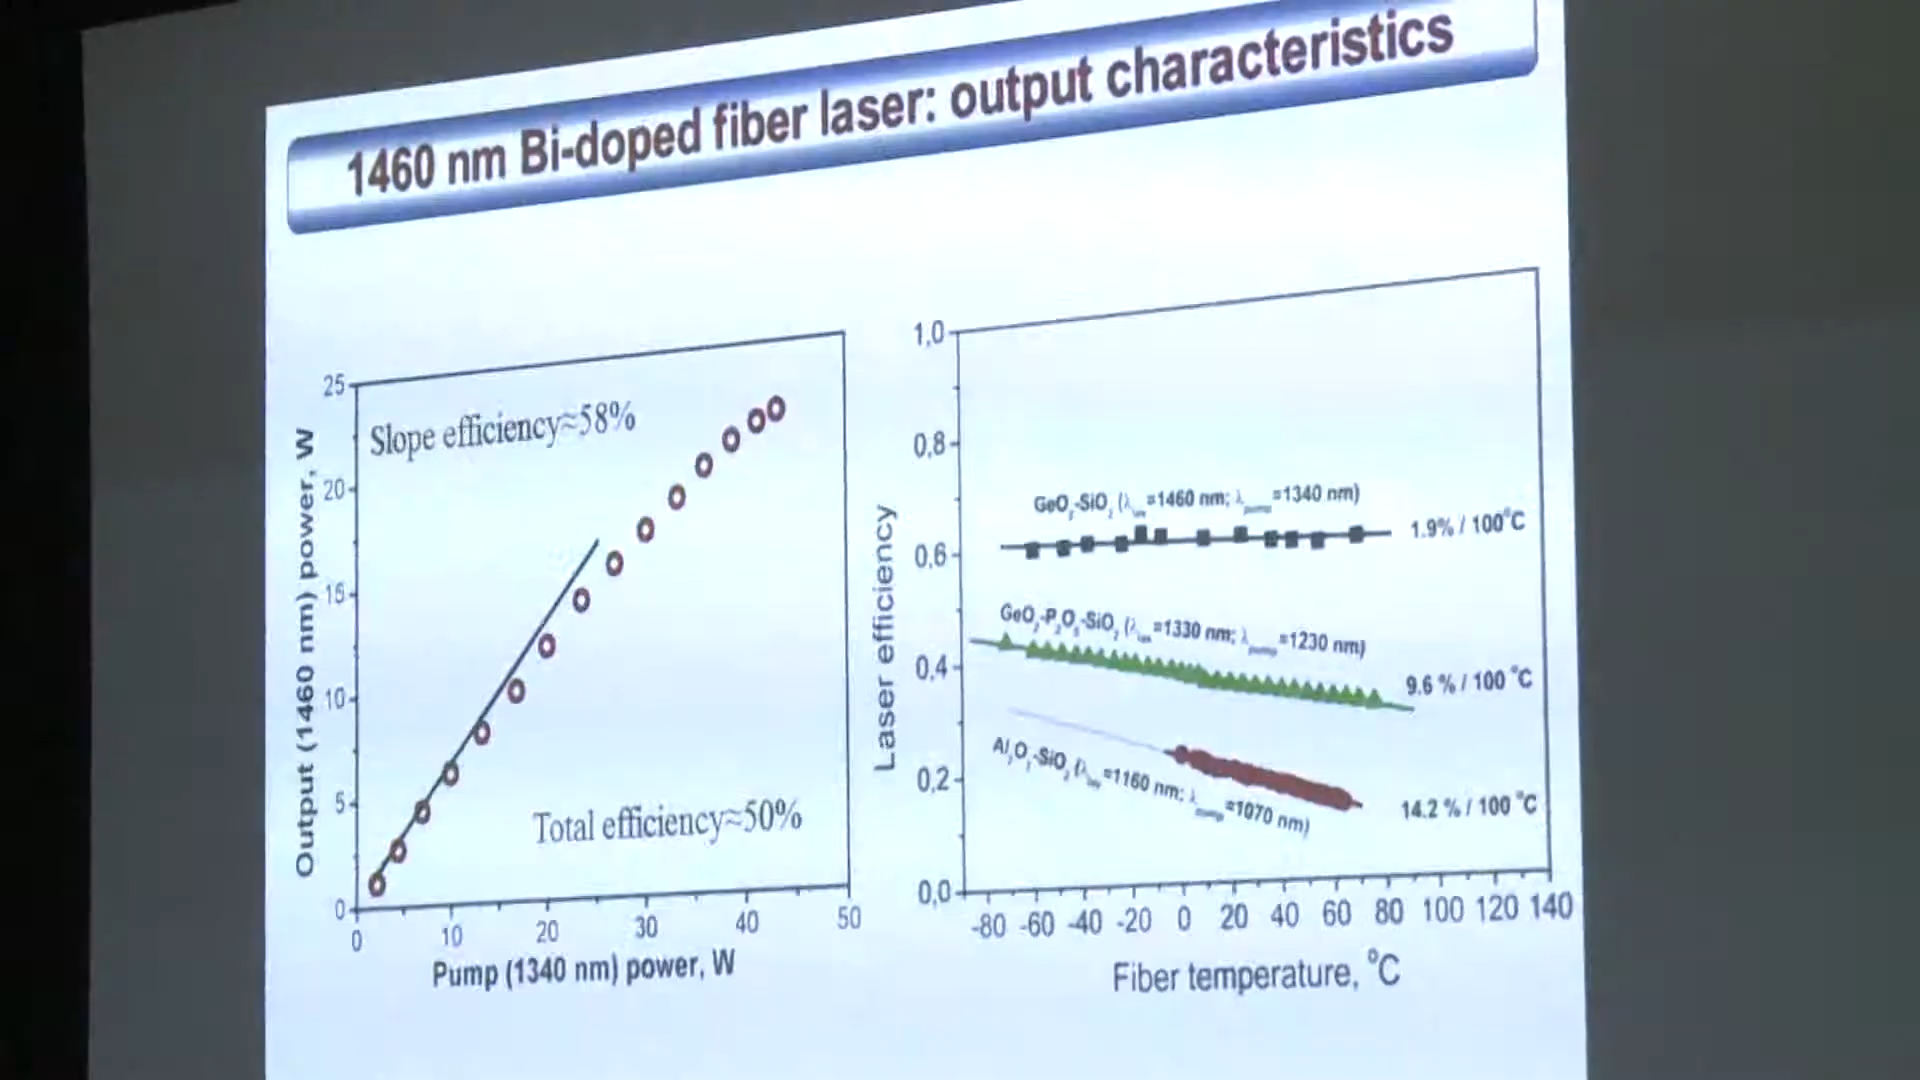 1460 nm Bi-doped fiber laser: output characteristics
Slope efficiency≈58%
Total efficiency≈50%
Output (1460 nm) power, W
25
20
15
10
5
0
0 10 20 30 40 50
Pump (1340 nm) power, W
Laser efficiency
1,0
0,8
0,6
0,4
0,2
0,0
GeO₂-SiO₂ (λ =1460 nm; λ =1340 nm)
1.9% / 100°C
GeO₂-P₂O₅-SiO₂ (λ =1330 nm; λ =1230 nm)
9.6 % / 100 °C
Al₂O₃-SiO₂ (λ =1160 nm; λ =1070 nm)
14.2 % / 100 °C
-80 -60 -40 -20 0 20 40 60 80 100 120 140
Fiber temperature, °C